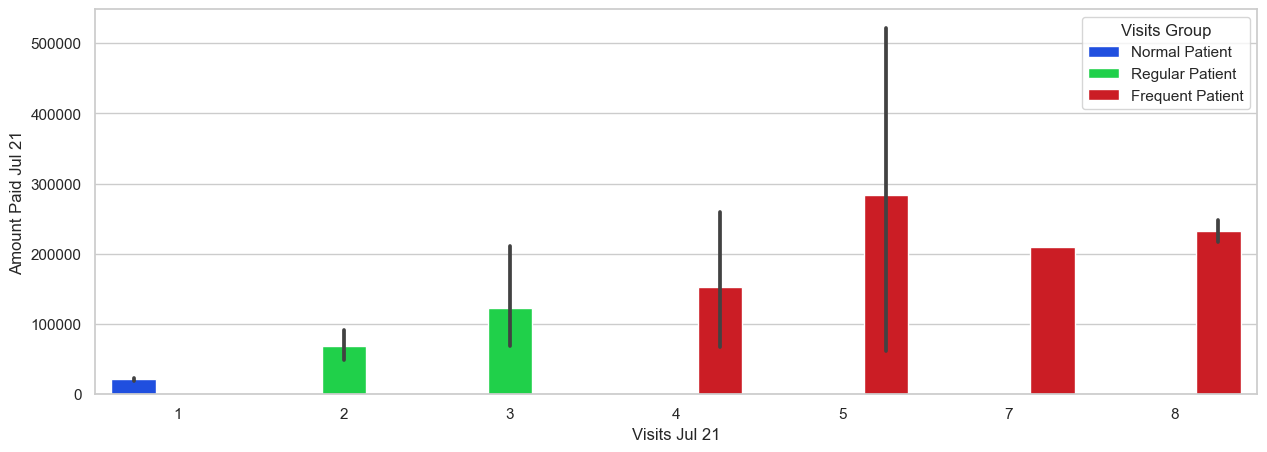 500000
400000
300000
200000
100000
0
Amount Paid Jul 21
Visits Group
Normal Patient
Regular Patient
Frequent Patient
1 2 3 4 5 7 8
Visits Jul 21